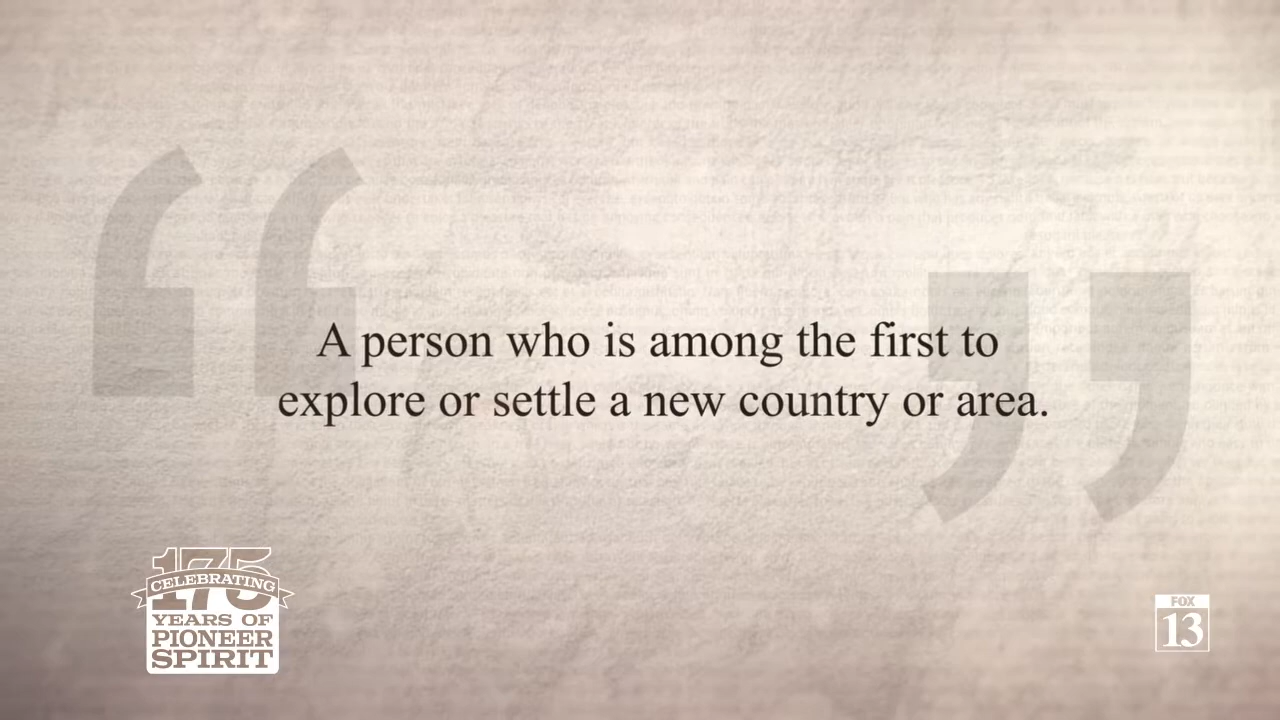 A person who is among the first to
explore or settle a new country or area.
175
CELEBRATING
YEARS OF
PIONEER
SPIRIT
FOX
13